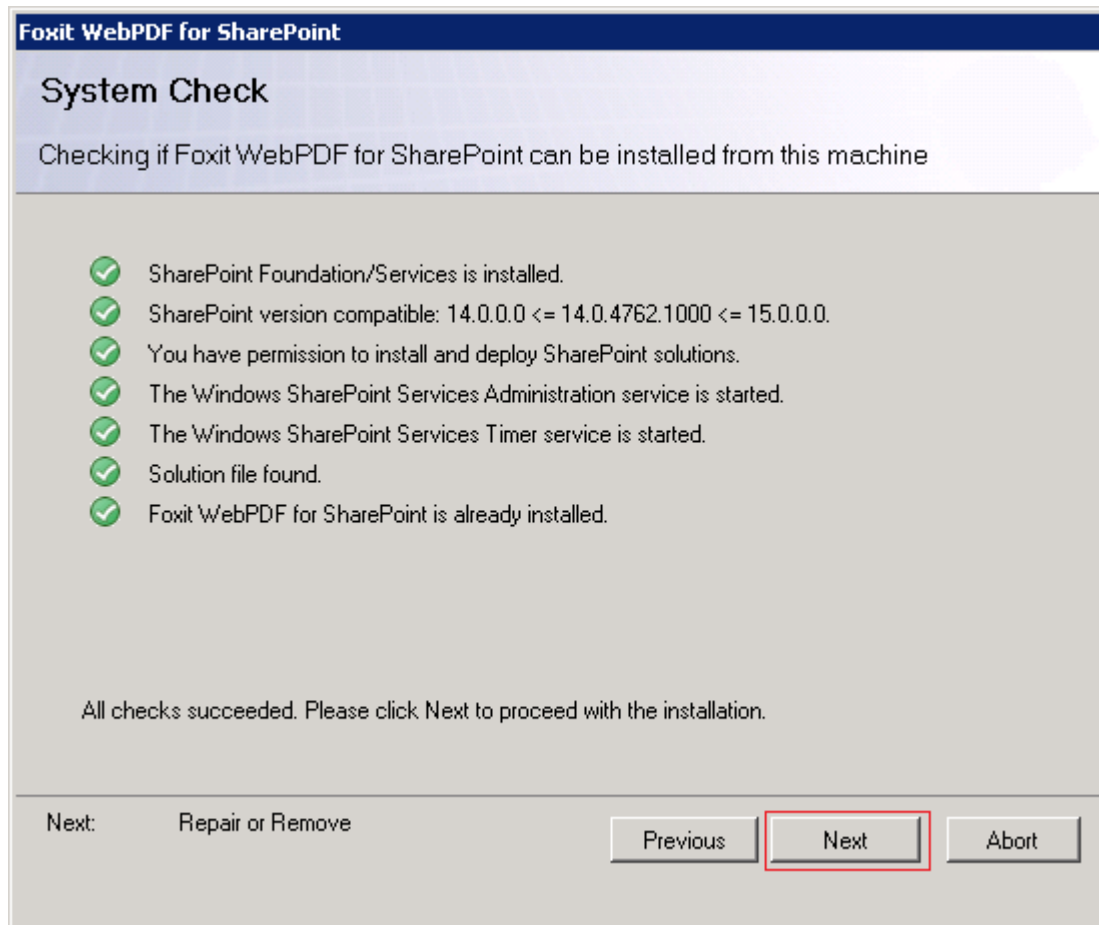 Foxit WebPDF for SharePoint
System Check
Checking if Foxit WebPDF for SharePoint can be installed from this machine
SharePoint Foundation/Services is installed.
SharePoint version compatible: 14.0.0.0 <= 14.0.4762.1000 <= 15.0.0.0.
You have permission to install and deploy SharePoint solutions.
The Windows SharePoint Services Administration service is started.
The Windows SharePoint Services Timer service is started.
Solution file found.
Foxit WebPDF for SharePoint is already installed.
All checks succeeded. Please click Next to proceed with the installation.
Next: Repair or Remove
Previous Next Abort